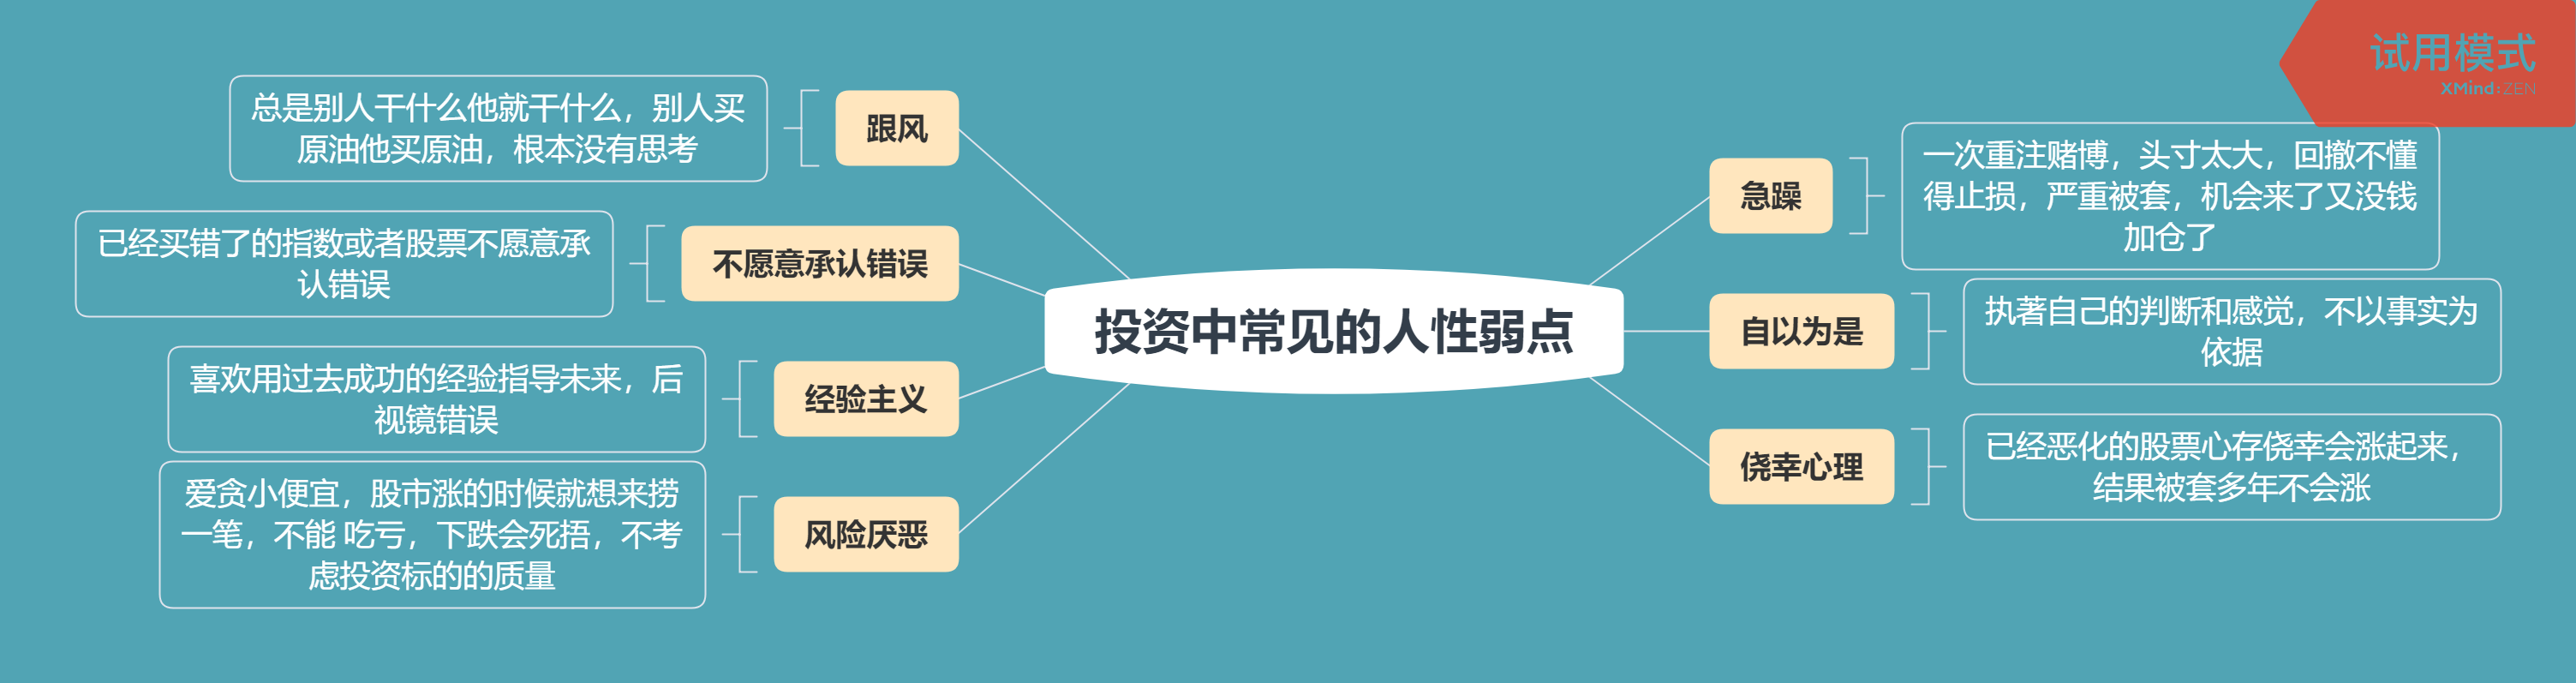 试用模式
XMind:ZEN
投资中常见的人性弱点
急躁
一次重注赌博，头寸太大，回撤不懂
得止损，严重被套，机会来了又没钱
加仓了
自以为是
执著自己的判断和感觉，不以事实为
依据
侥幸心理
已经恶化的股票心存侥幸会涨起来，
结果被套多年不会涨
跟风
总是别人干什么他就干什么，别人买
原油他买原油，根本没有思考
不愿意承认错误
已经买错了的指数或者股票不愿意承
认错误
经验主义
喜欢用过去成功的经验指导未来，后
视镜错误
风险厌恶
爱贪小便宜，股市涨的时候就想来捞
一笔，不能 吃亏，下跌会死捂，不考
虑投资标的的质量